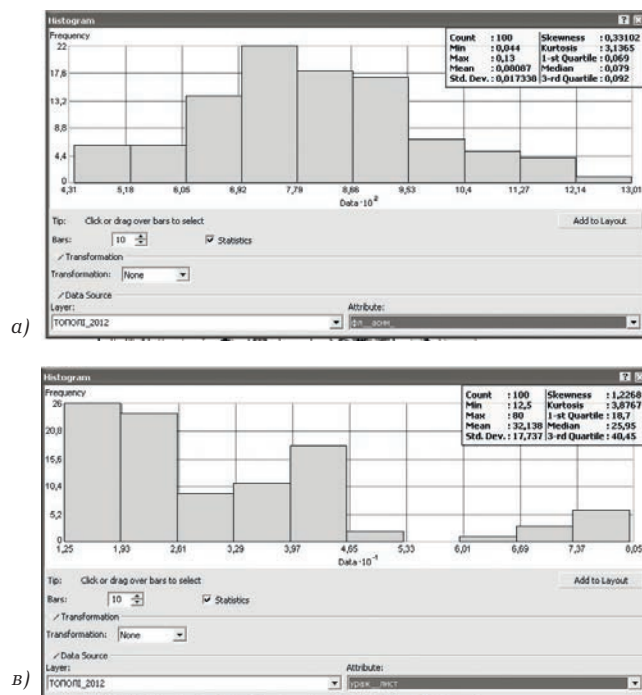 Histogram
Frequency
Count : 100 Skewness : 0,33102
Min : 0,044 Kurtosis : 3,1365
Max : 0,13 1-st Quartile : 0,069
Mean : 0,08087 Median : 0,079
Std. Dev. : 0,017338 3-rd Quartile : 0,092
22
17,6
13,2
8,8
4,4
0
4,31 5,18 6,05 6,92 7,79 8,66 9,53 10,4 11,27 12,14 13,01
Data · 10²
Tip: Click or drag over bars to select Add to Layout
Bars: 10 Statistics
Transformation
Transformation: None
Data Source
Layer: Attribute:
ТОПОЛІ_2012
а)
Histogram
Frequency
Count : 100 Skewness : 1,2268
Min : 12,5 Kurtosis : 3,8767
Max : 80 1-st Quartile : 18,7
Mean : 32,138 Median : 25,95
Std. Dev. : 17,737 3-rd Quartile : 40,45
26
20,8
15,6
10,4
5,2
0
1,25 1,93 2,61 3,29 3,97 4,65 5,33 6,01 6,69 7,37 8,05
Data · 10⁻¹
Tip: Click or drag over bars to select Add to Layout
Bars: 10 Statistics
Transformation
Transformation: None
Data Source
Layer: Attribute:
ТОПОЛІ_2012 ураж__лист
в)